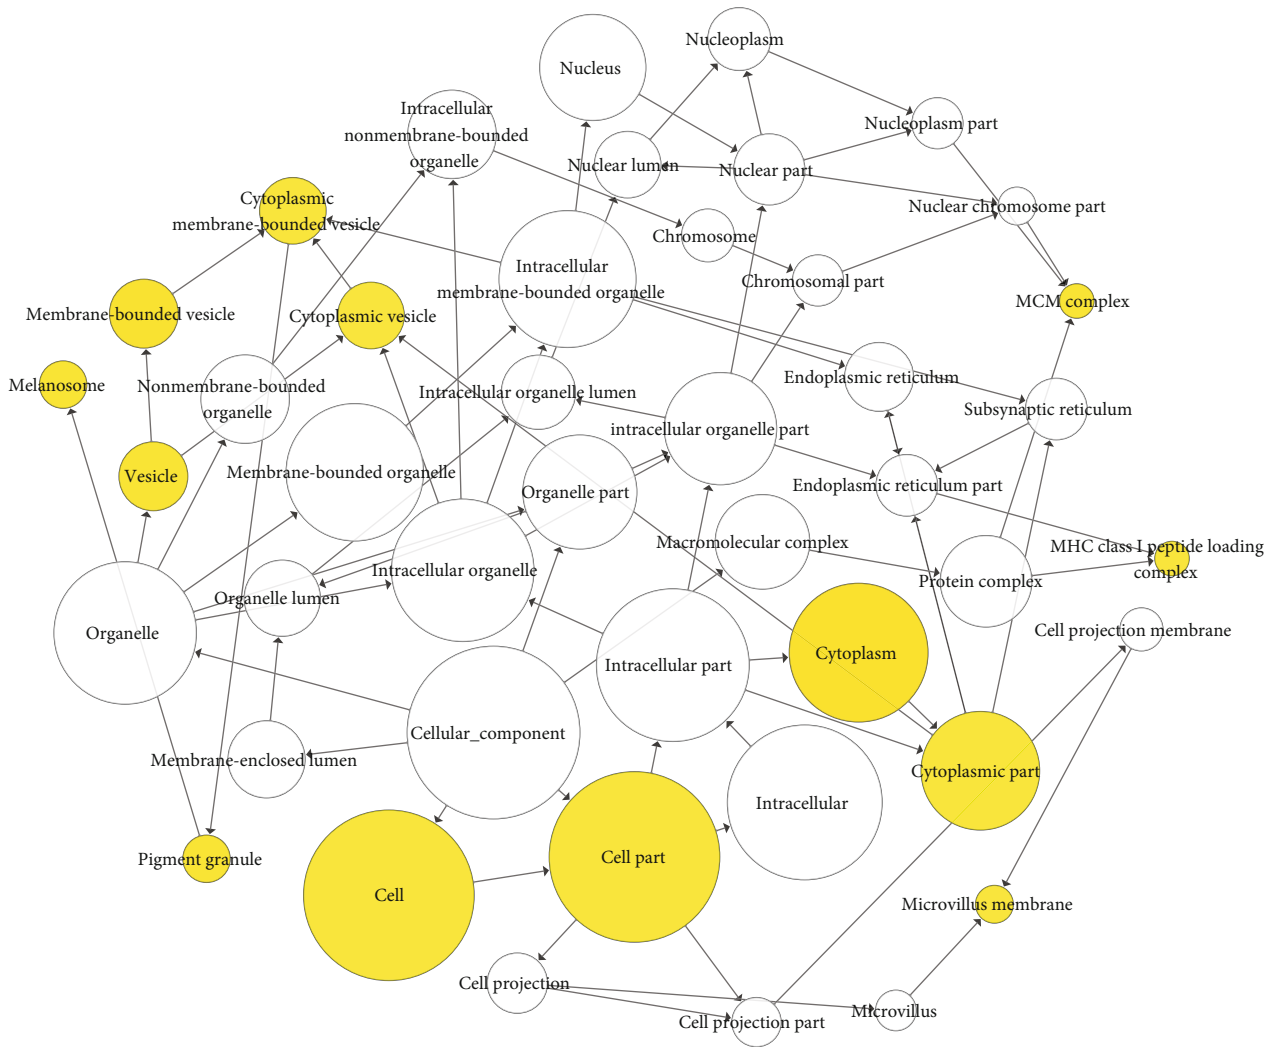 Nucleoplasm
Nucleus
Intracellular
nonmembrane-bounded
organelle
Nucleoplasm part
Nuclear lumen
Nuclear part
Cytoplasmic
membrane-bounded vesicle
Nuclear chromosome part
Chromosome
Intracellular
membrane-bounded organelle
Chromosomal part
MCM complex
Membrane-bounded vesicle
Cytoplasmic vesicle
Melanosome
Nonmembrane-bounded
organelle
Intracellular organelle lumen
Endoplasmic reticulum
Subsynaptic reticulum
intracellular organelle part
Vesicle
Membrane-bounded organelle
Organelle part
Endoplasmic reticulum part
Macromolecular complex
MHC class I peptide loading
complex
Intracellular organelle
Protein complex
Organelle lumen
Organelle
Cell projection membrane
Cytoplasm
Intracellular part
Cellular_component
Membrane-enclosed lumen
Cytoplasmic part
Intracellular
Pigment granule
Cell part
Cell
Microvillus membrane
Cell projection
Microvillus
Cell projection part